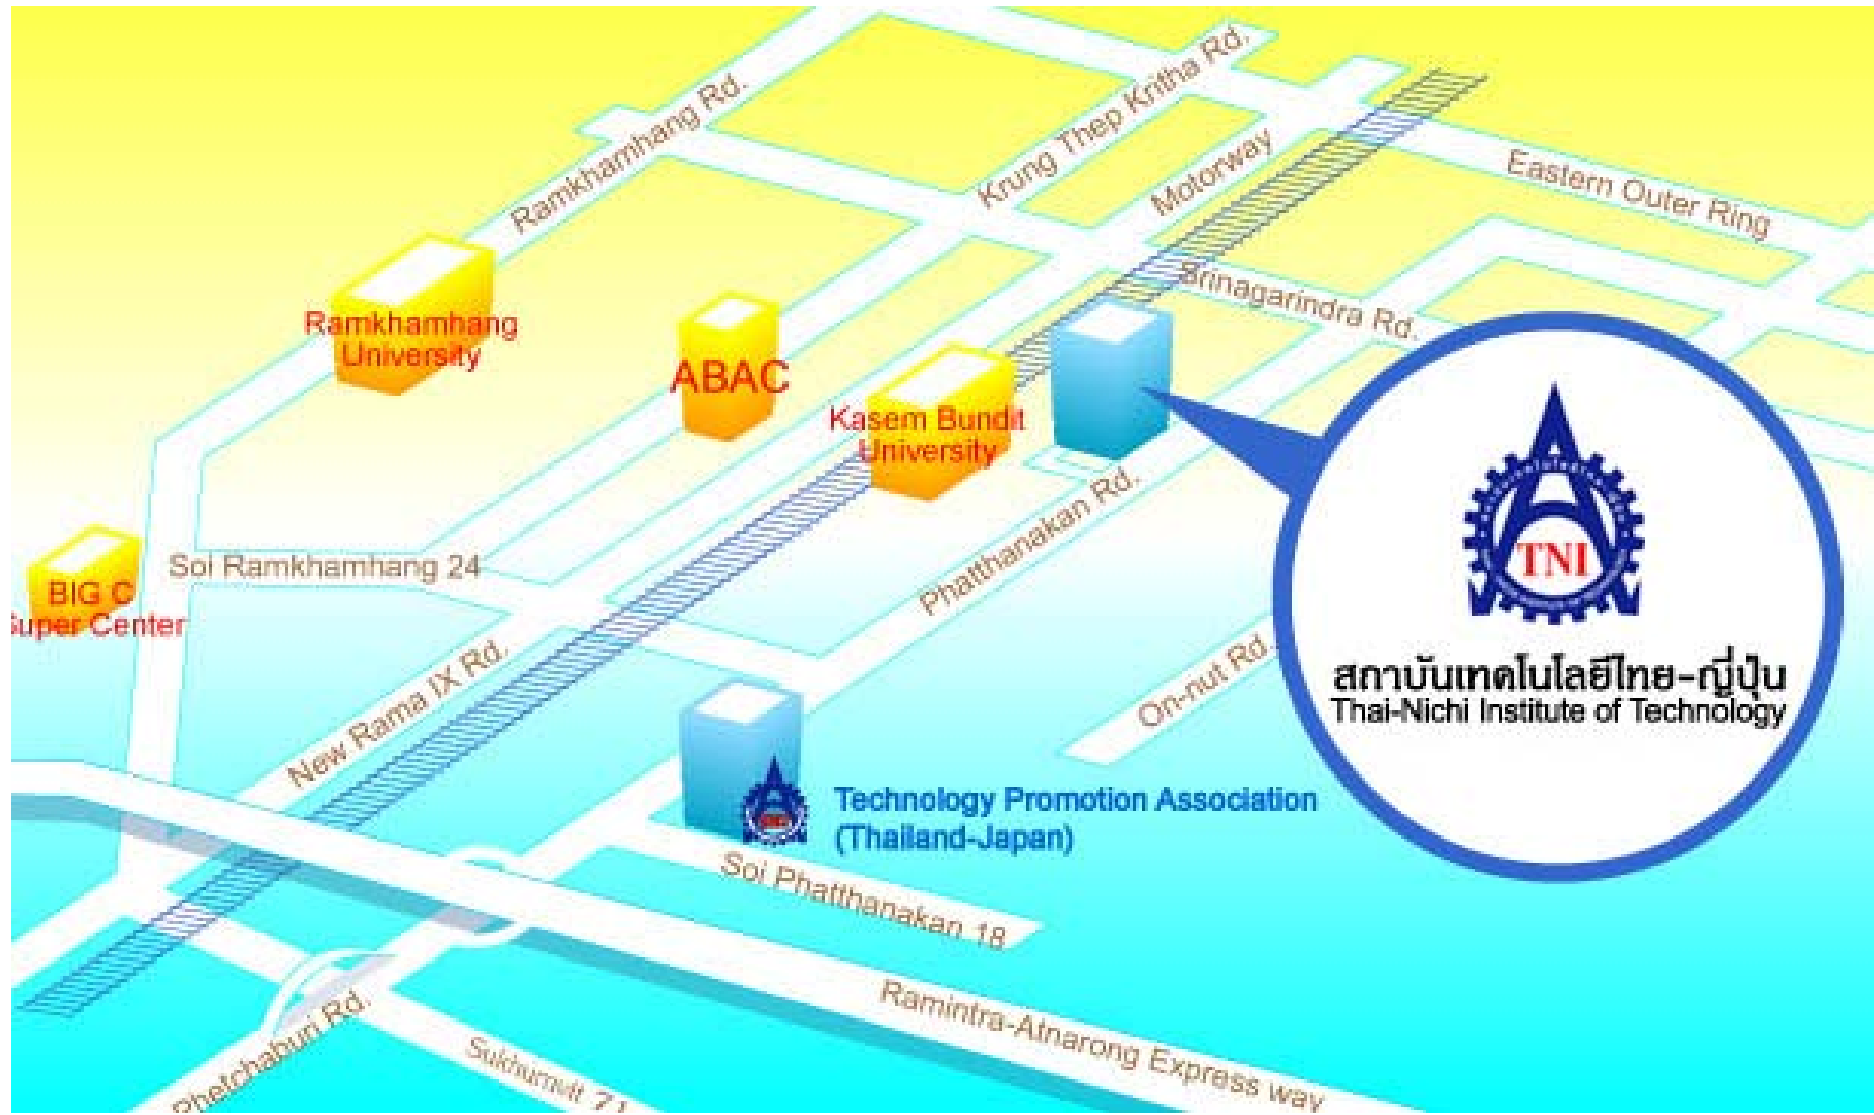 Ramkhamhang Rd.
Krung Thep Kritha Rd.
Motorway
Eastern Outer Ring
Srinagarindra Rd.
Ramkhamhang
University
ABAC
Kasem Bundit
University
Phatthanakan Rd.
Soi Ramkhamhang 24
BIG C
Super Center
New Rama IX Rd.
On-nut Rd
TNI
สถาบันเทคโนโลยีไทย-ญี่ปุ่น
Thai-Nichi Institute of Technology
Technology Promotion Association
(Thailand-Japan)
Soi Phatthanakan 18
Ramintra-Atnarong Express way
Phetchaburi Rd.
Sukhumvit 71